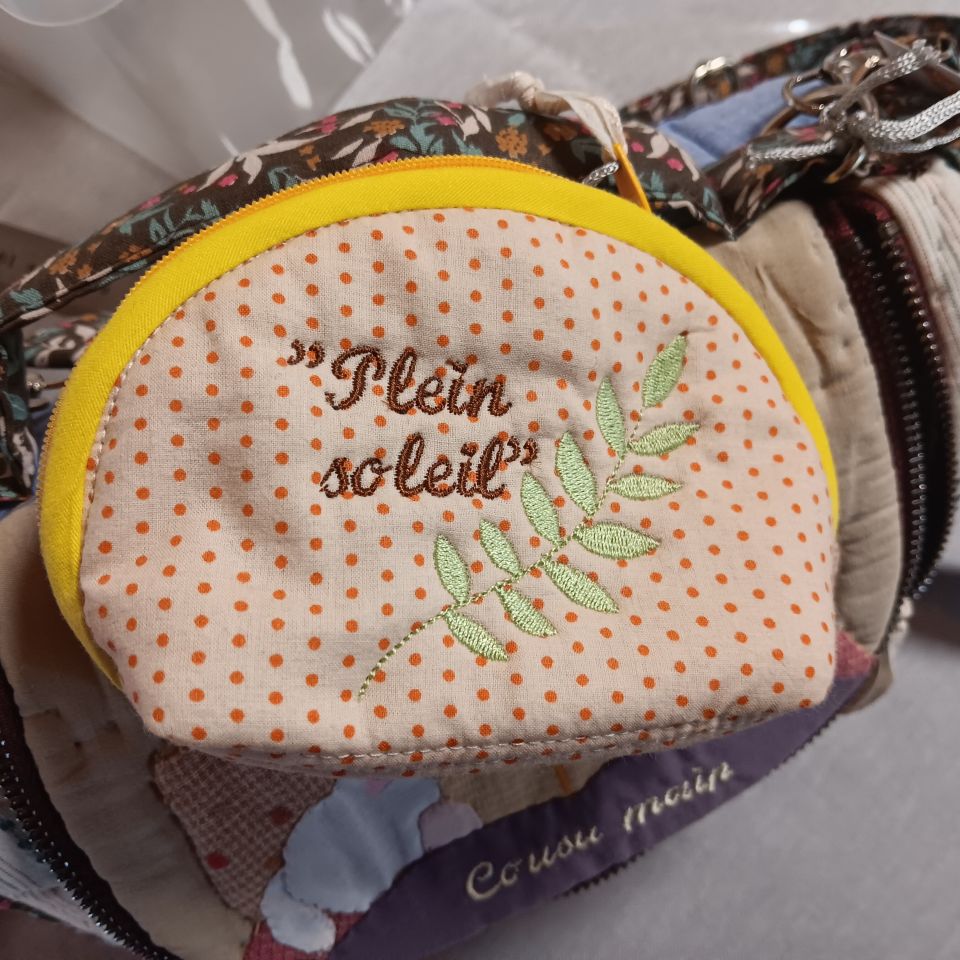 ”Plein
soleil”
Cousu main